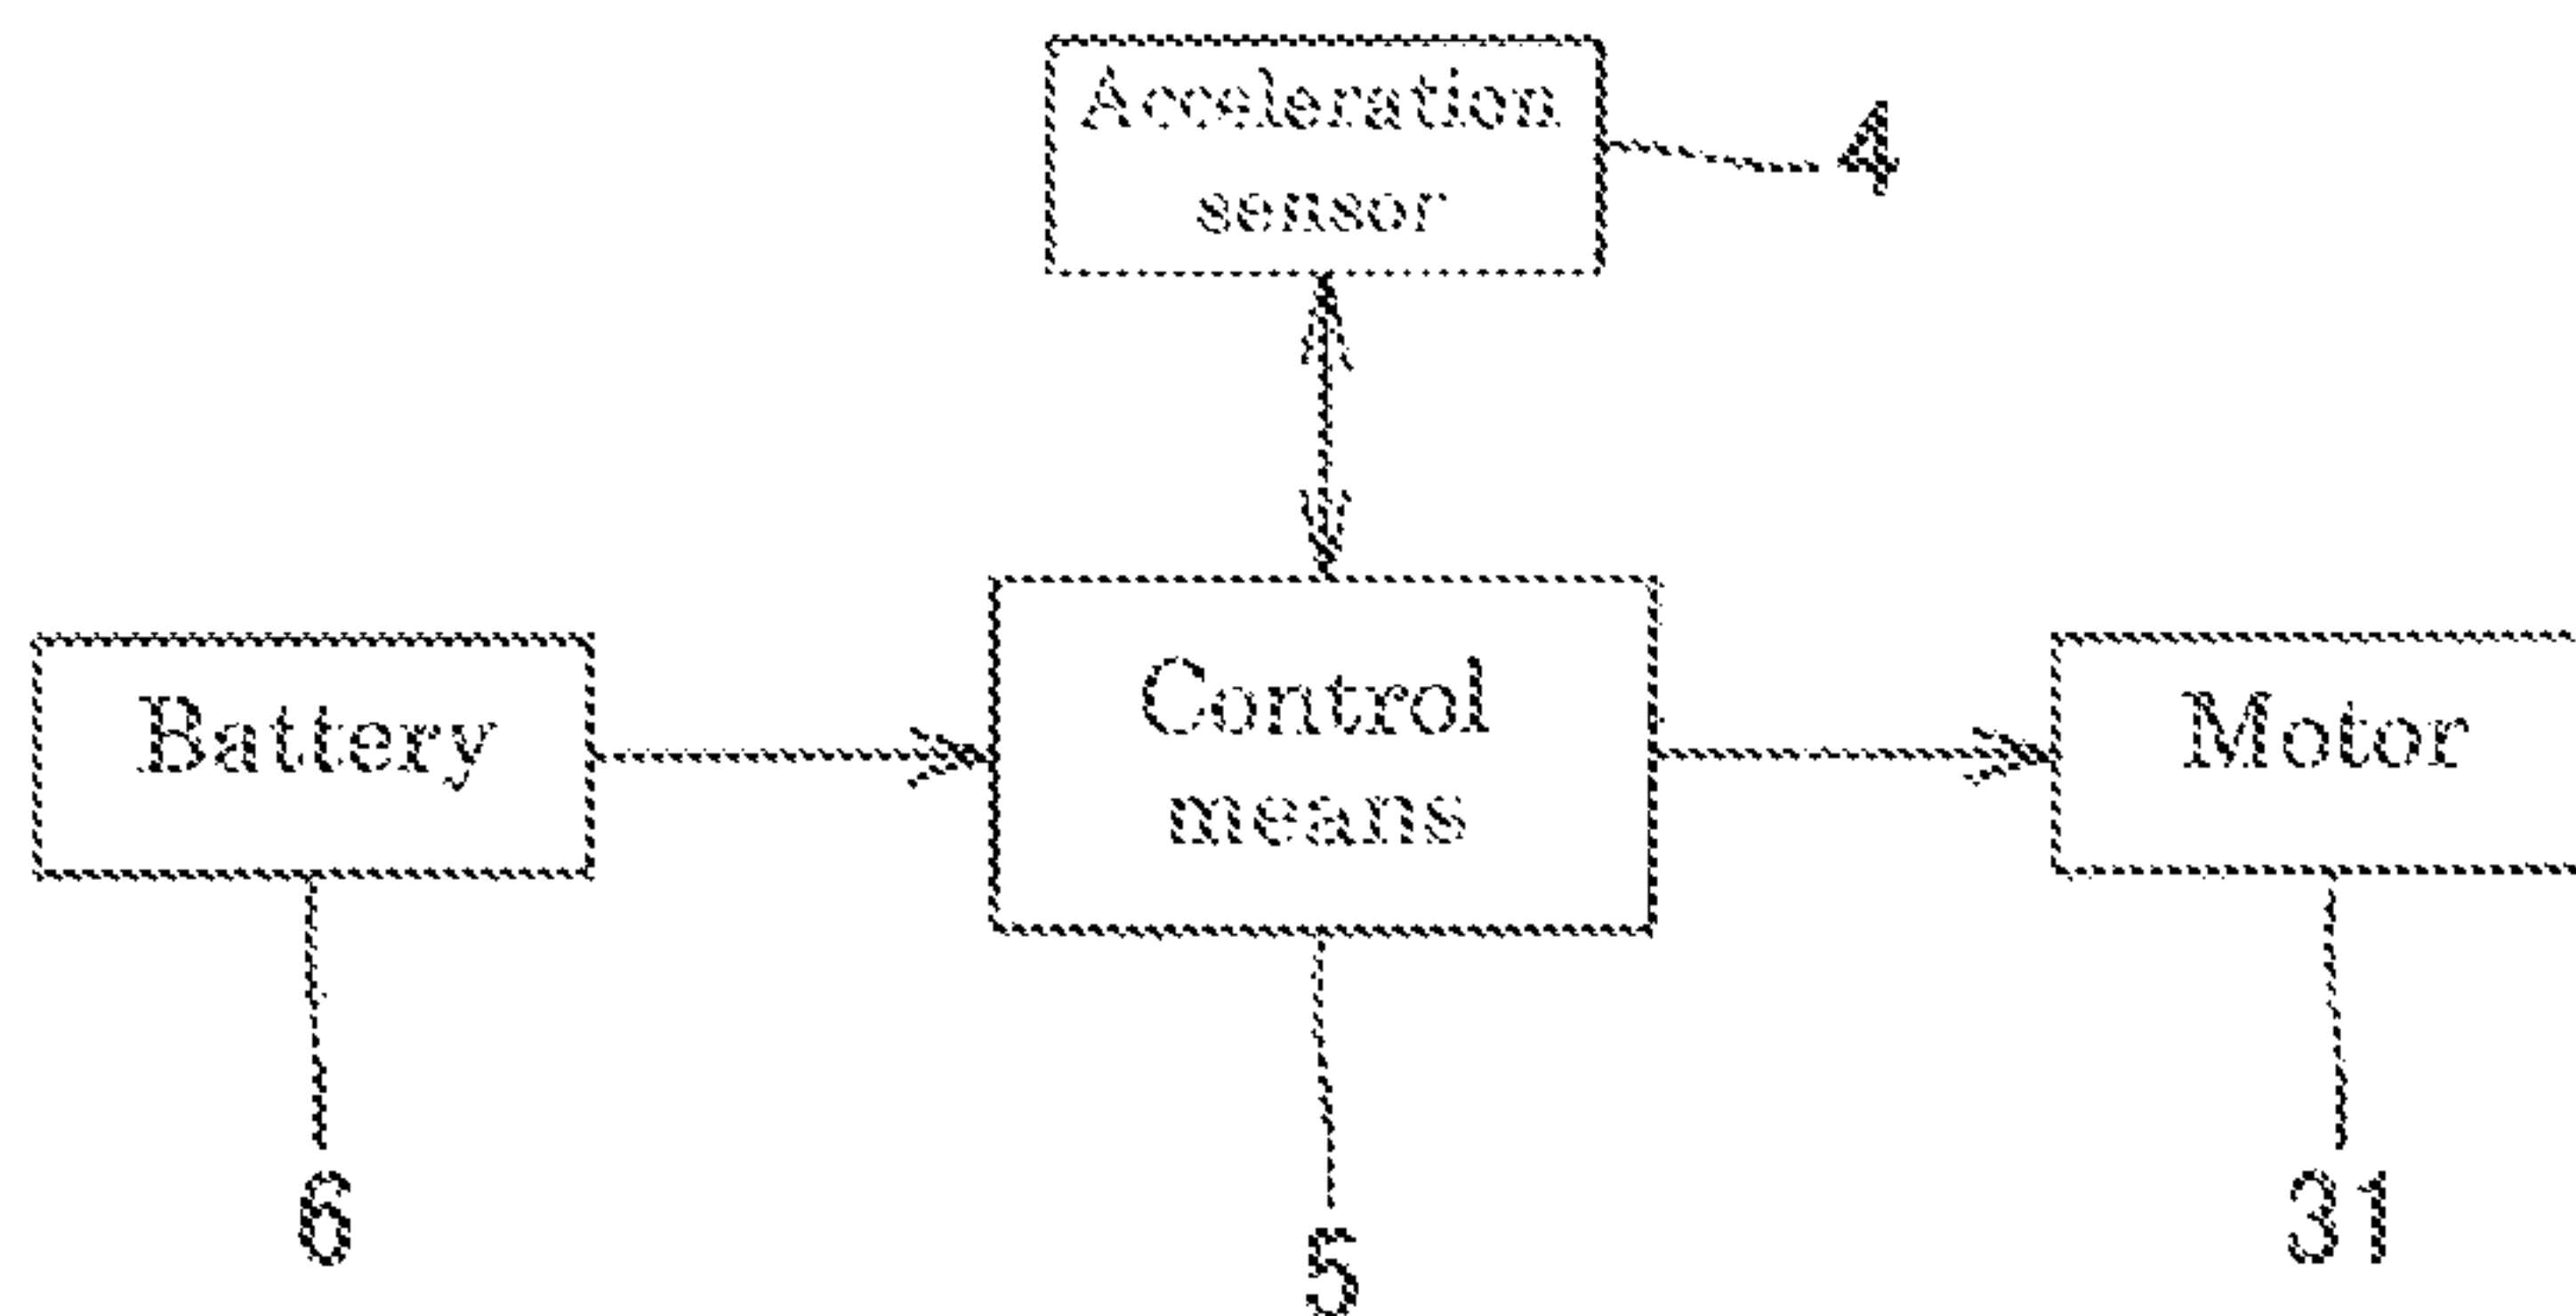 Acceleration
sensor
4
Battery
Control
means
Motor
6
5
31